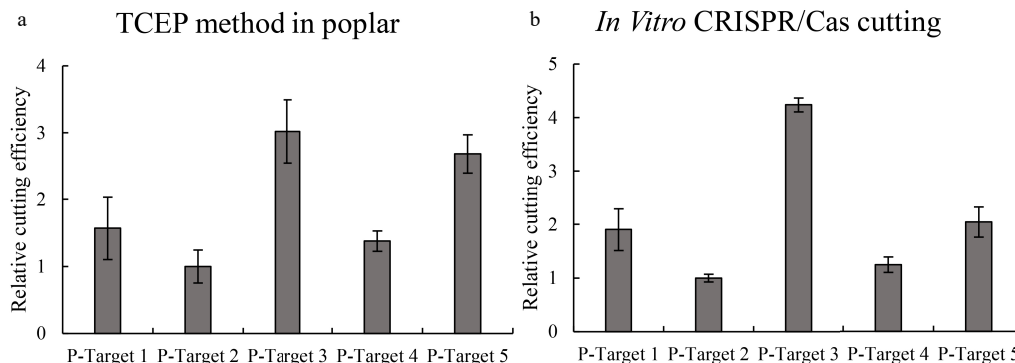 a
TCEP method in poplar
Relative cutting efficiency
4
3
2
1
0
P-Target 1 P-Target 2 P-Target 3 P-Target 4 P-Target 5
b
In Vitro CRISPR/Cas cutting
Relative cutting efficiency
5
4
3
2
1
0
P-Target 1 P-Target 2 P-Target 3 P-Target 4 P-Target 5